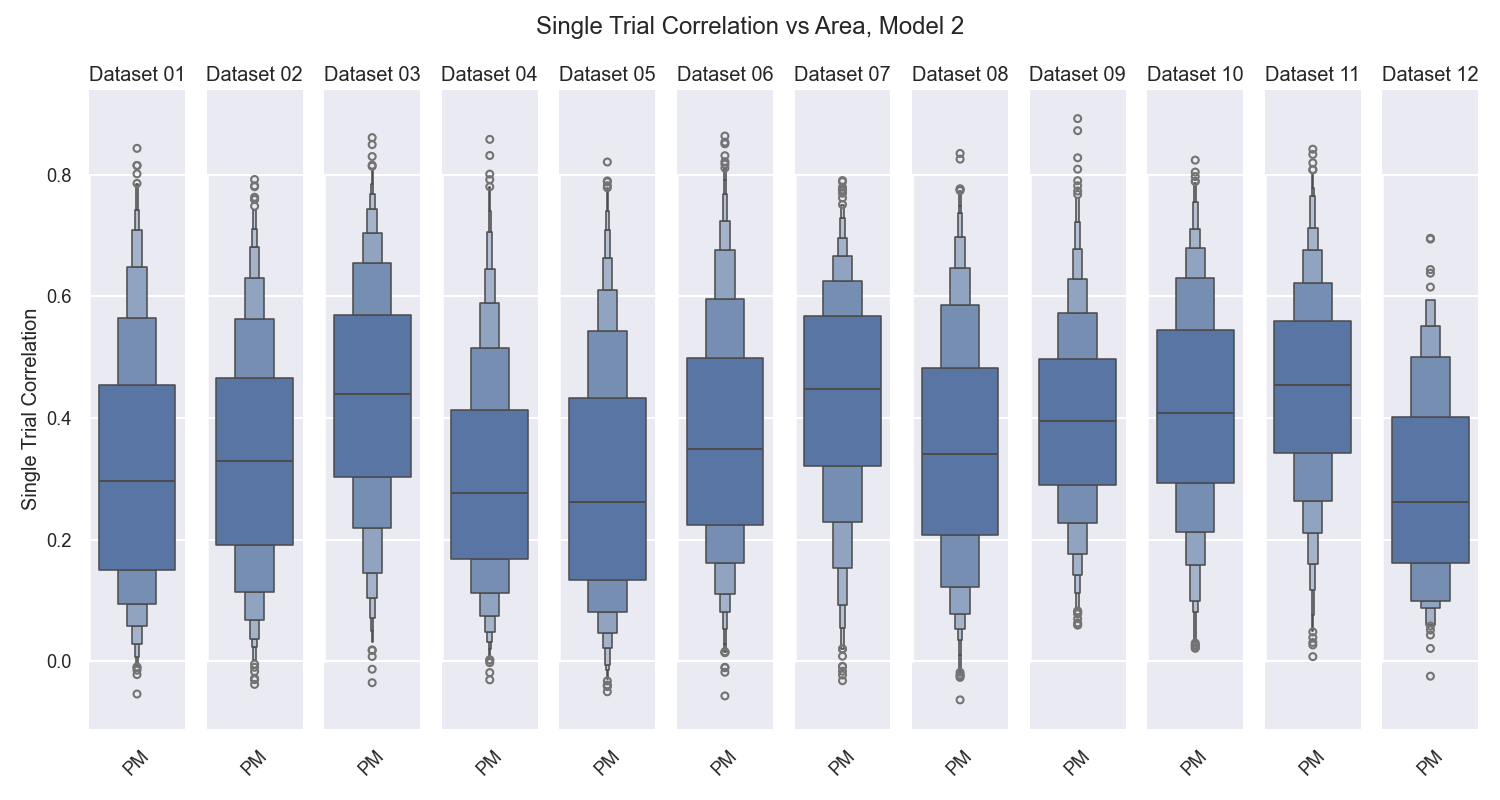 Single Trial Correlation vs Area, Model 2
Dataset 01
Dataset 02
Dataset 03
Dataset 04
Dataset 05
Dataset 06
Dataset 07
Dataset 08
Dataset 09
Dataset 10
Dataset 11
Dataset 12
Single Trial Correlation
0.8
0.6
0.4
0.2
0.0
PM
PM
PM
PM
PM
PM
PM
PM
PM
PM
PM
PM